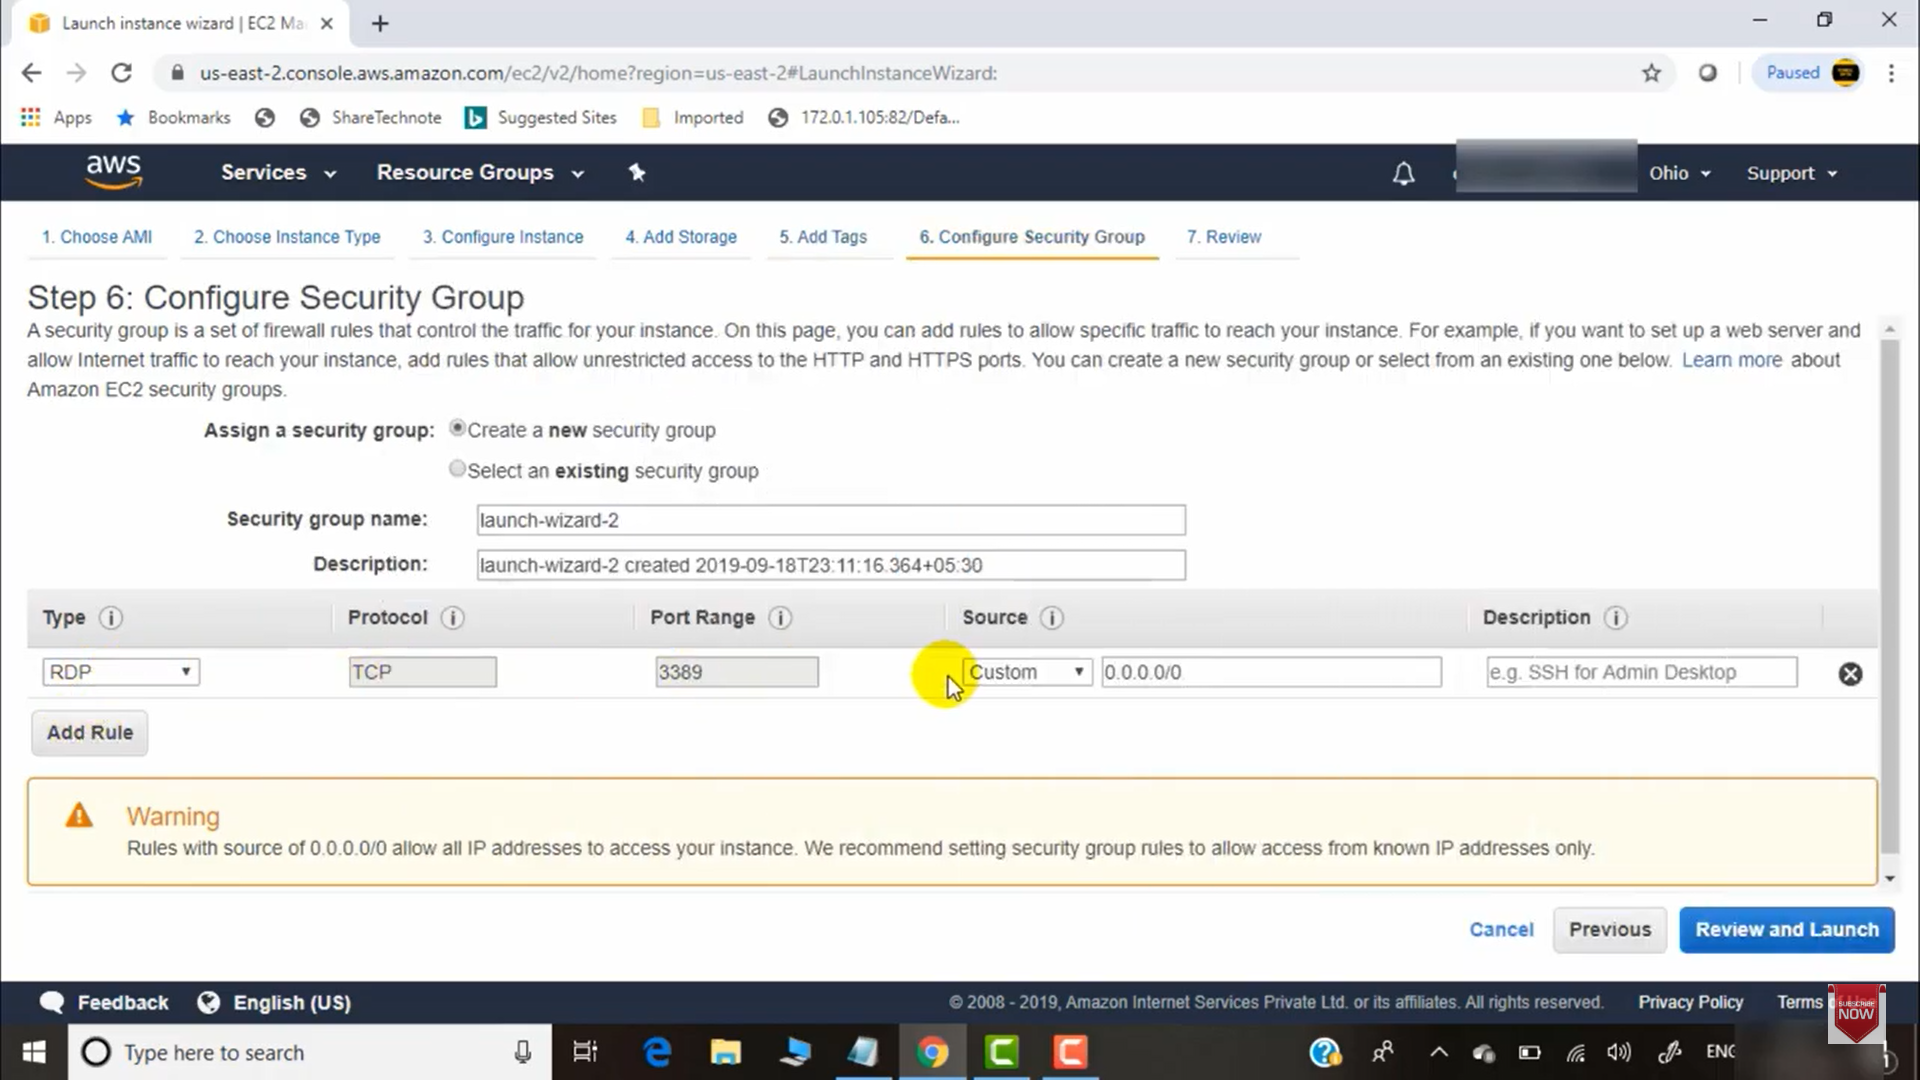 Launch instance wizard | EC2 Ma
us-east-2.console.aws.amazon.com/ec2/v2/home?region=us-east-2#LaunchInstanceWizard:
Paused
Apps
Bookmarks
ShareTechnote
Suggested Sites
Imported
172.0.1.105:82/Defa...
aws
Services
Resource Groups
Ohio
Support
1. Choose AMI
2. Choose Instance Type
3. Configure Instance
4. Add Storage
5. Add Tags
6. Configure Security Group
7. Review
Step 6: Configure Security Group
A security group is a set of firewall rules that control the traffic for your instance. On this page, you can add rules to allow specific traffic to reach your instance. For example, if you want to set up a web server and
allow Internet traffic to reach your instance, add rules that allow unrestricted access to the HTTP and HTTPS ports. You can create a new security group or select from an existing one below. Learn more about
Amazon EC2 security groups.
Assign a security group:
Create a new security group
Select an existing security group
Security group name:
launch-wizard-2
Description:
launch-wizard-2 created 2019-09-18T23:11:16.364+05:30
Type
Protocol
Port Range
Source
Description
RDP
TCP
3389
Custom
0.0.0.0/0
e.g. SSH for Admin Desktop
Add Rule
Warning
Rules with source of 0.0.0.0/0 allow all IP addresses to access your instance. We recommend setting security group rules to allow access from known IP addresses only.
Cancel
Previous
Review and Launch
Feedback
English (US)
© 2008 - 2019, Amazon Internet Services Private Ltd. or its affiliates. All rights reserved.
Privacy Policy
Terms
SUBSCRIBE
NOW
Type here to search
ENG